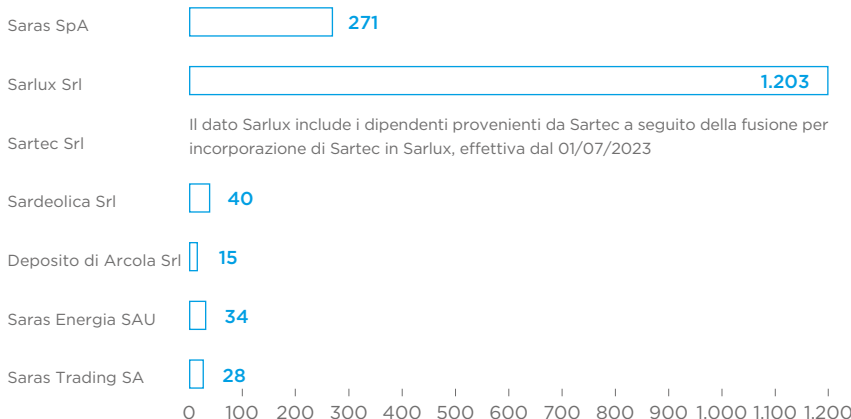 Saras SpA 271
Sarlux Srl 1.203
Sartec Srl Il dato Sarlux include i dipendenti provenienti da Sartec a seguito della fusione per
incorporazione di Sartec in Sarlux, effettiva dal 01/07/2023
Sardeolica Srl 40
Deposito di Arcola Srl 15
Saras Energia SAU 34
Saras Trading SA 28
0 100 200 300 400 500 600 700 800 900 1.000 1.100 1.200